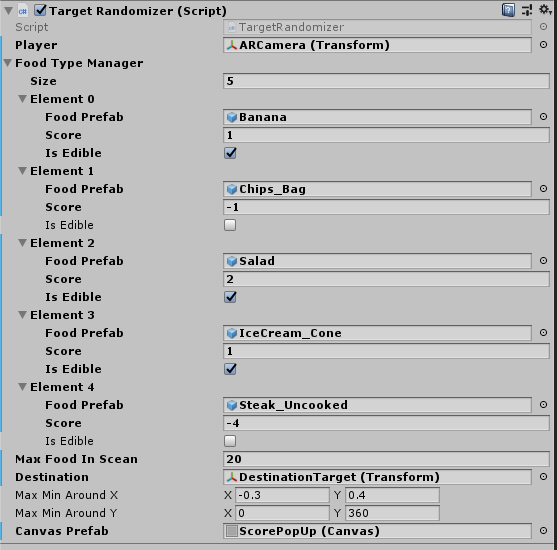 Target Randomizer (Script)
Script TargetRandomizer
Player ARCamera (Transform)
Food Type Manager
Size 5
Element 0
Food Prefab Banana
Score 1
Is Edible
Element 1
Food Prefab Chips_Bag
Score -1
Is Edible
Element 2
Food Prefab Salad
Score 2
Is Edible
Element 3
Food Prefab IceCream_Cone
Score 1
Is Edible
Element 4
Food Prefab Steak_Uncooked
Score -4
Is Edible
Max Food In Scean 20
Destination DestinationTarget (Transform)
Max Min Around X X -0.3 Y 0.4
Max Min Around Y X 0 Y 360
Canvas Prefab ScorePopUp (Canvas)